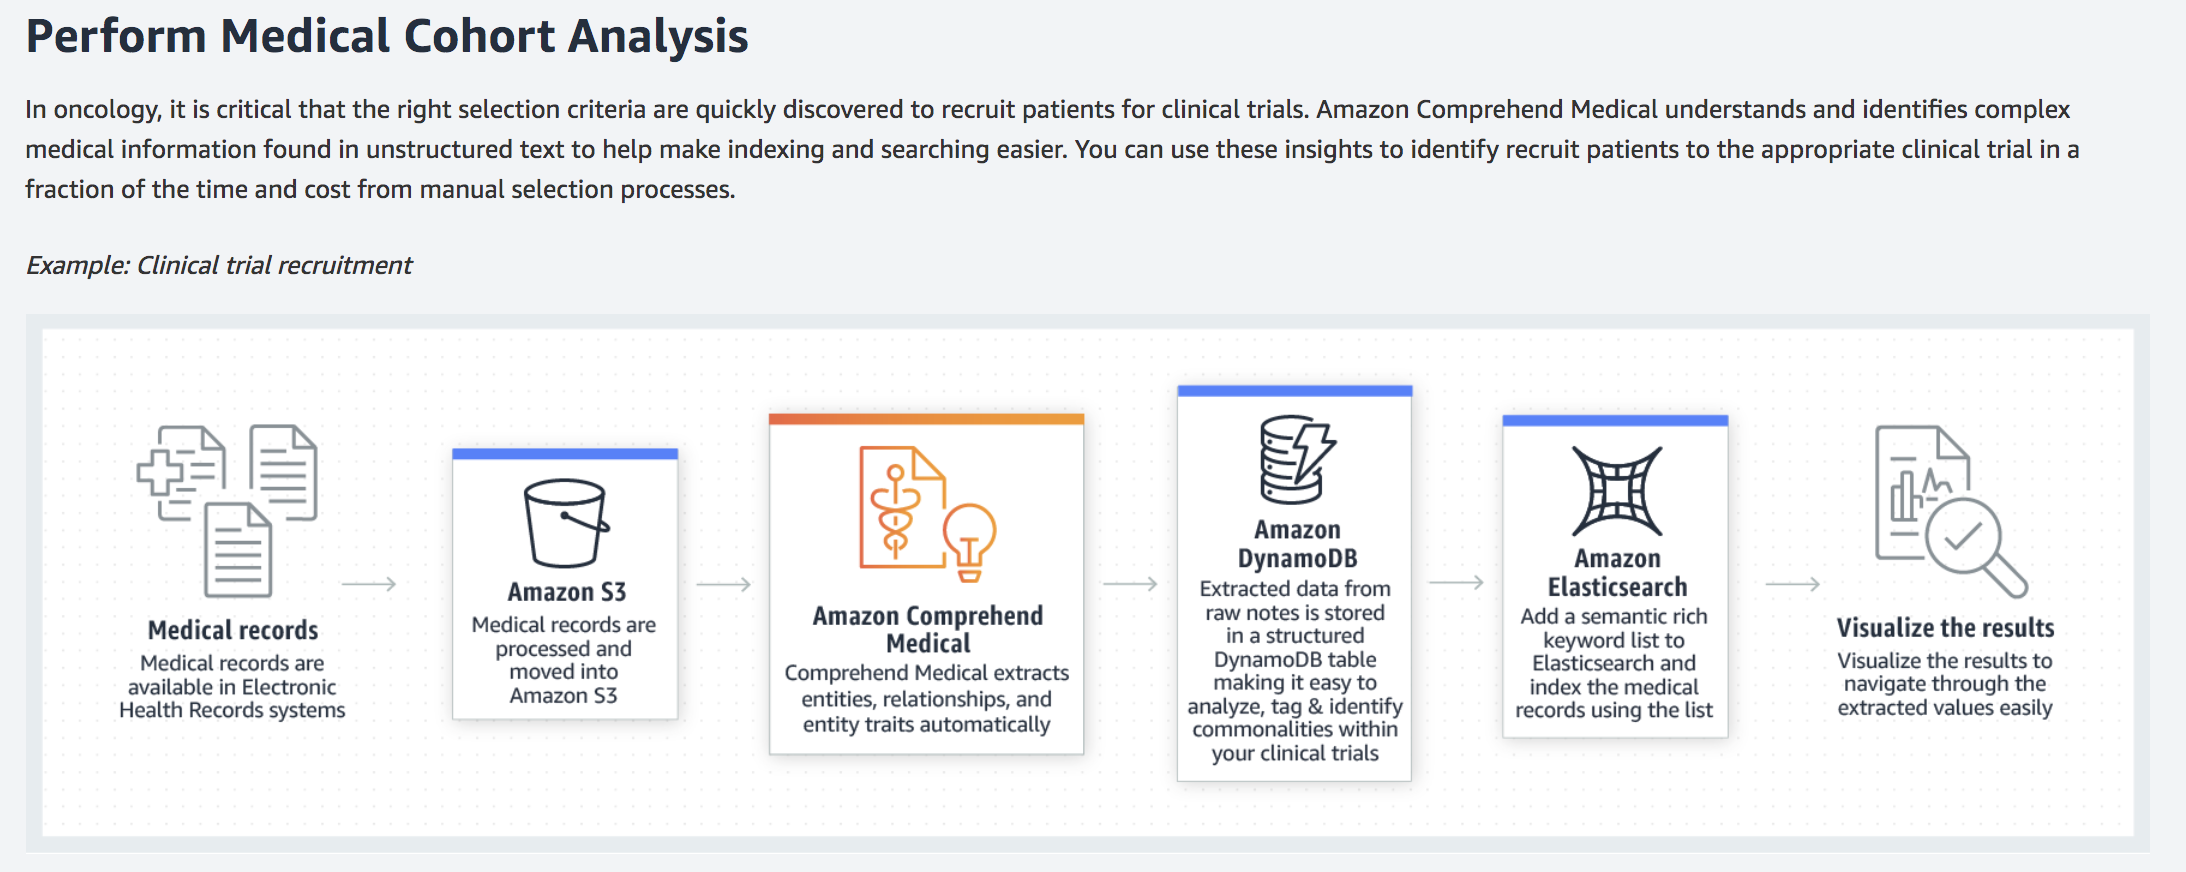 Perform Medical Cohort Analysis
In oncology, it is critical that the right selection criteria are quickly discovered to recruit patients for clinical trials. Amazon Comprehend Medical understands and identifies complex
medical information found in unstructured text to help make indexing and searching easier. You can use these insights to identify recruit patients to the appropriate clinical trial in a
fraction of the time and cost from manual selection processes.
Example: Clinical trial recruitment
Medical records
Medical records are
available in Electronic
Health Records systems
Amazon S3
Medical records are
processed and
moved into
Amazon S3
Amazon Comprehend
Medical
Comprehend Medical extracts
entities, relationships, and
entity traits automatically
Amazon
DynamoDB
Extracted data from
raw notes is stored
in a structured
DynamoDB table
making it easy to
analyze, tag & identify
commonalities within
your clinical trials
Amazon
Elasticsearch
Add a semantic rich
keyword list to
Elasticsearch and
index the medical
records using the list
Visualize the results
Visualize the results to
navigate through the
extracted values easily